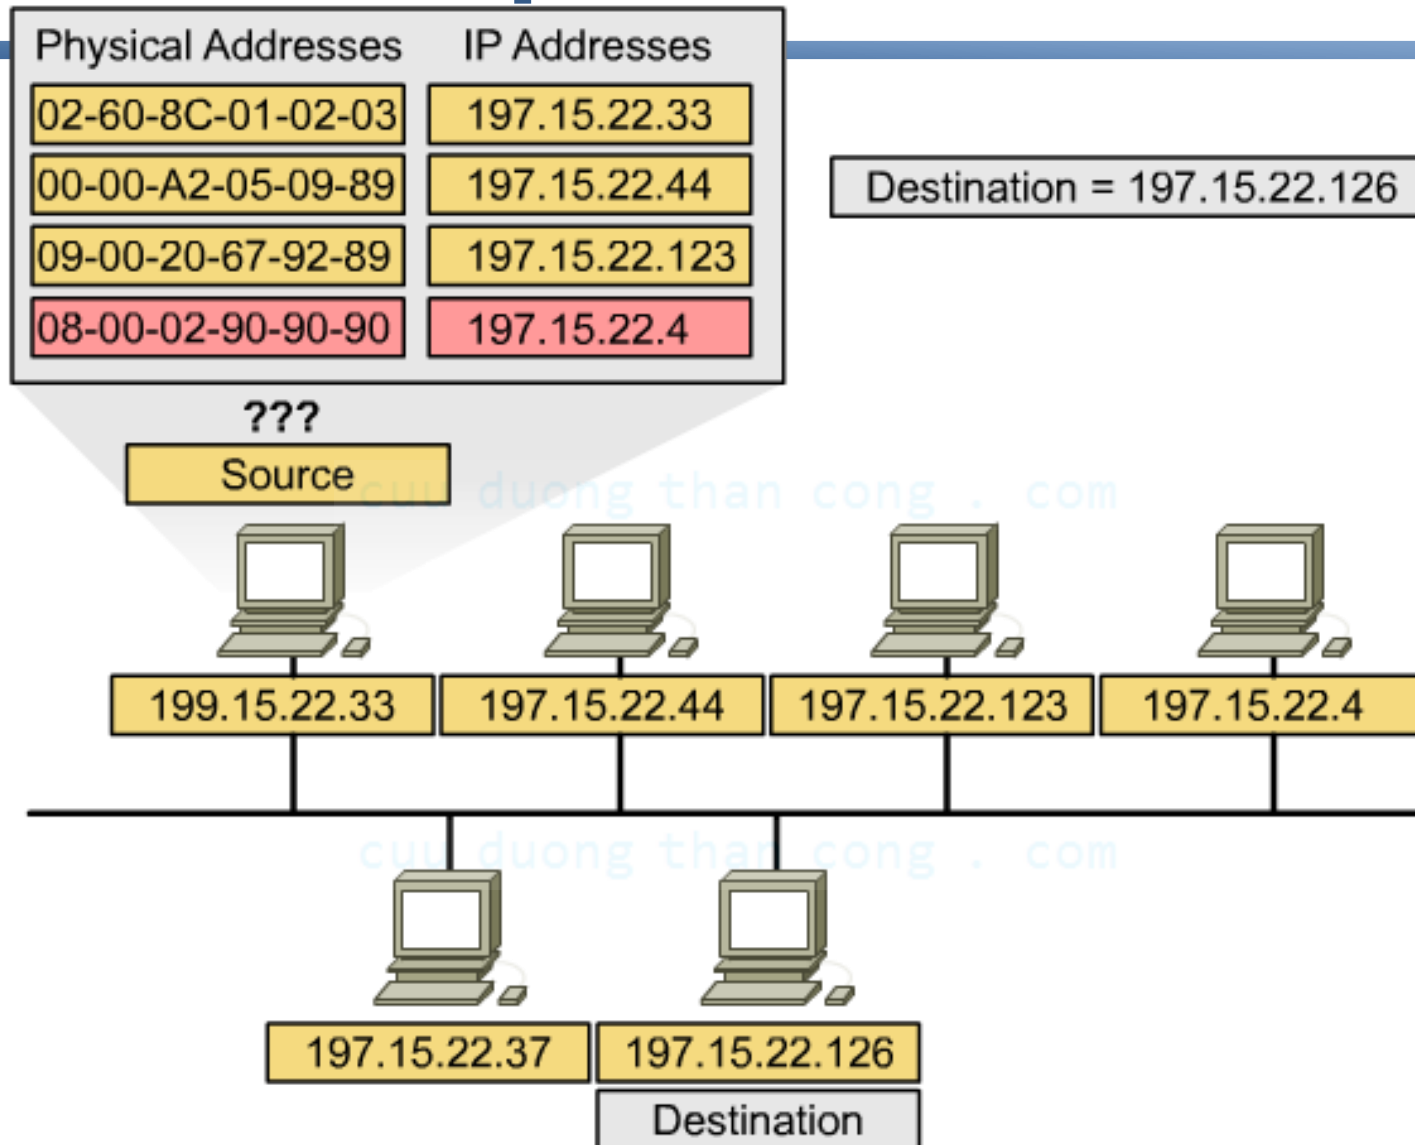 Physical Addresses IP Addresses
02-60-8C-01-02-03 197.15.22.33
00-00-A2-05-09-89 197.15.22.44
09-00-20-67-92-89 197.15.22.123
08-00-02-90-90-90 197.15.22.4
Destination = 197.15.22.126
???
Source
cuu duong than cong . com
199.15.22.33 197.15.22.44 197.15.22.123 197.15.22.4
cuu duong than cong . com
197.15.22.37 197.15.22.126
Destination